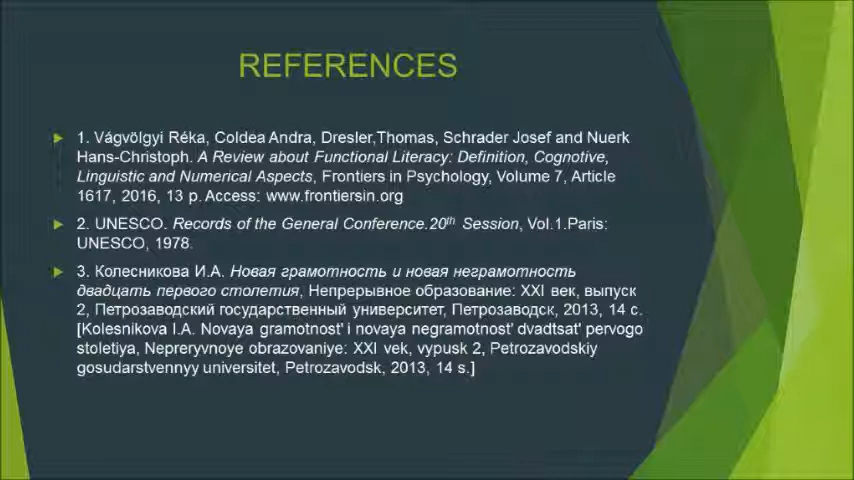 REFERENCES
1. Vágvölgyi Réka, Coldea Andra, Dresler,Thomas, Schrader Josef and Nuerk
Hans-Christoph. A Review about Functional Literacy: Definition, Cognotive,
Linguistic and Numerical Aspects, Frontiers in Psychology, Volume 7, Article
1617, 2016, 13 p. Access: www.frontiersin.org
2. UNESCO. Records of the General Conference.20th Session, Vol.1.Paris:
UNESCO, 1978.
3. Колесникова И.А. Новая грамотность и новая неграмотность
двадцать первого столетия, Непрерывное образование: XXI век, выпуск
2, Петрозаводский государственный университет, Петрозаводск, 2013, 14 с.
[Kolesnikova I.A. Novaya gramotnost' i novaya negramotnost' dvadtsat' pervogo
stoletiya, Nepreryvnoye obrazovaniye: XXI vek, vypusk 2, Petrozavodskiy
gosudarstvennyy universitet, Petrozavodsk, 2013, 14 s.]